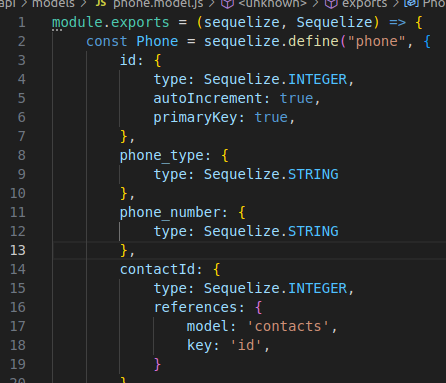 api > models > JS phone.model.js > <unknown> > exports > Pho
1 module.exports = (sequelize, Sequelize) => {
2     const Phone = sequelize.define("phone", {
3         id: {
4             type: Sequelize.INTEGER,
5             autoIncrement: true,
6             primaryKey: true,
7         },
8         phone_type: {
9             type: Sequelize.STRING
10         },
11         phone_number: {
12             type: Sequelize.STRING
13         },
14         contactId: {
15             type: Sequelize.INTEGER,
16             references: {
17                 model: 'contacts',
18                 key: 'id',
19             }
20         }